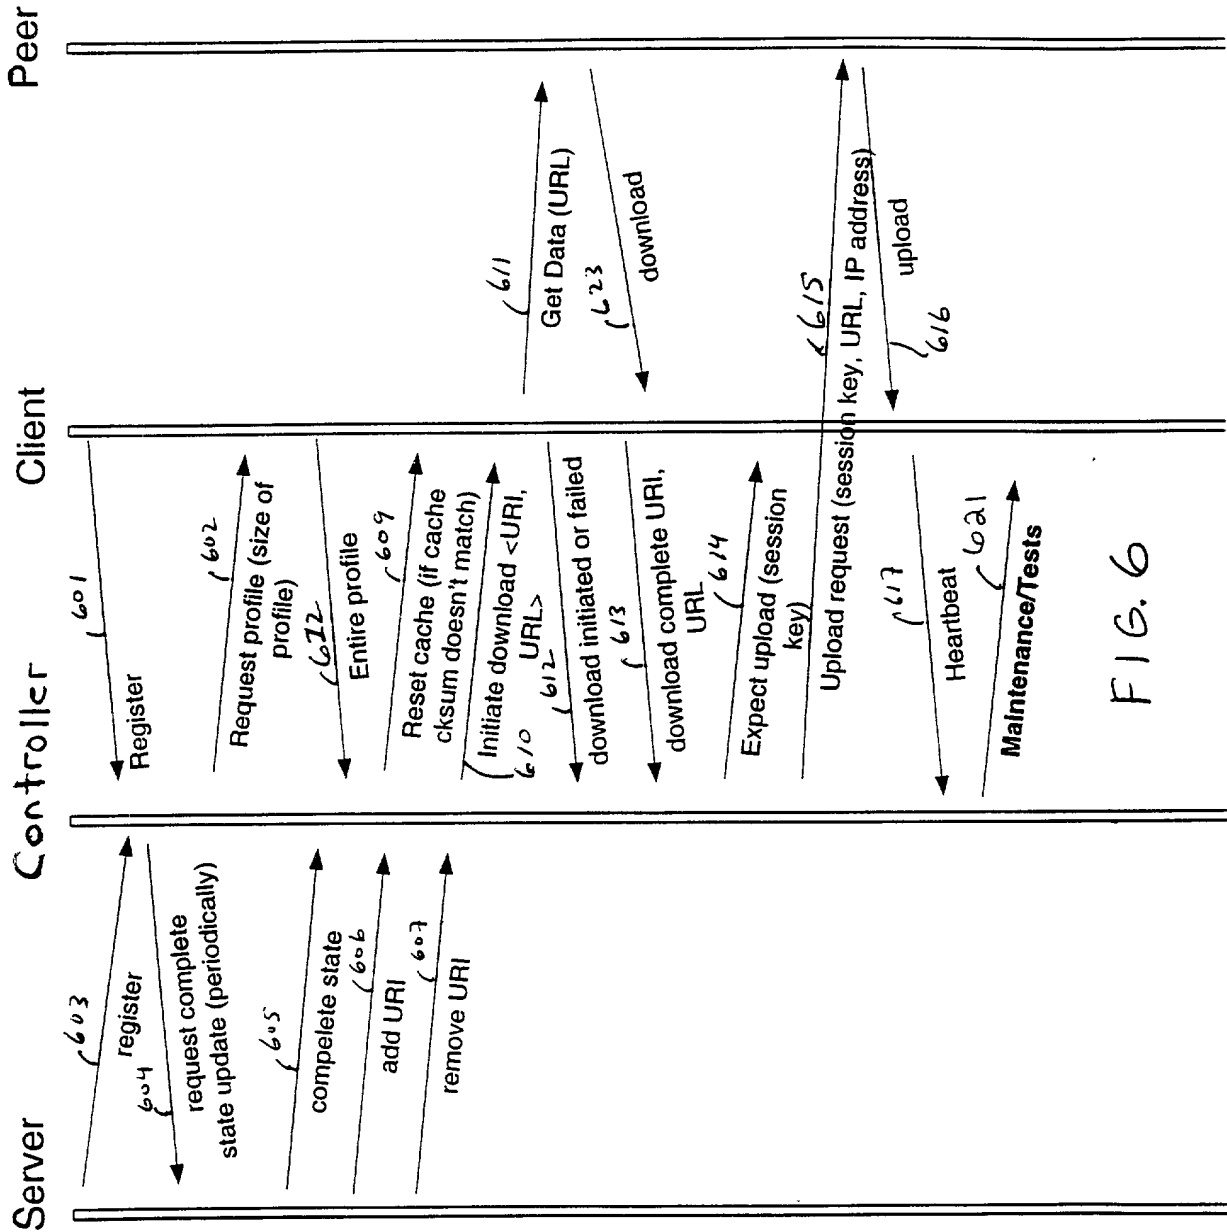 Server
Controller
Client
Peer
603
register
604
request complete
state update (periodically)
605
compelete state
606
add URI
607
remove URI
601
Register
602
Request profile (size of
profile)
622
Entire profile
609
Reset cache (if cache
cksum doesn't match)
Initiate download <URI,
URL>
610
612
download initiated or failed
613
download complete URI,
URL
614
Expect upload (session
key)
615
Upload request (session key, URL, IP address)
617
Heartbeat
621
Maintenance/Tests
611
Get Data (URL)
623
download
upload
616
FIG. 6